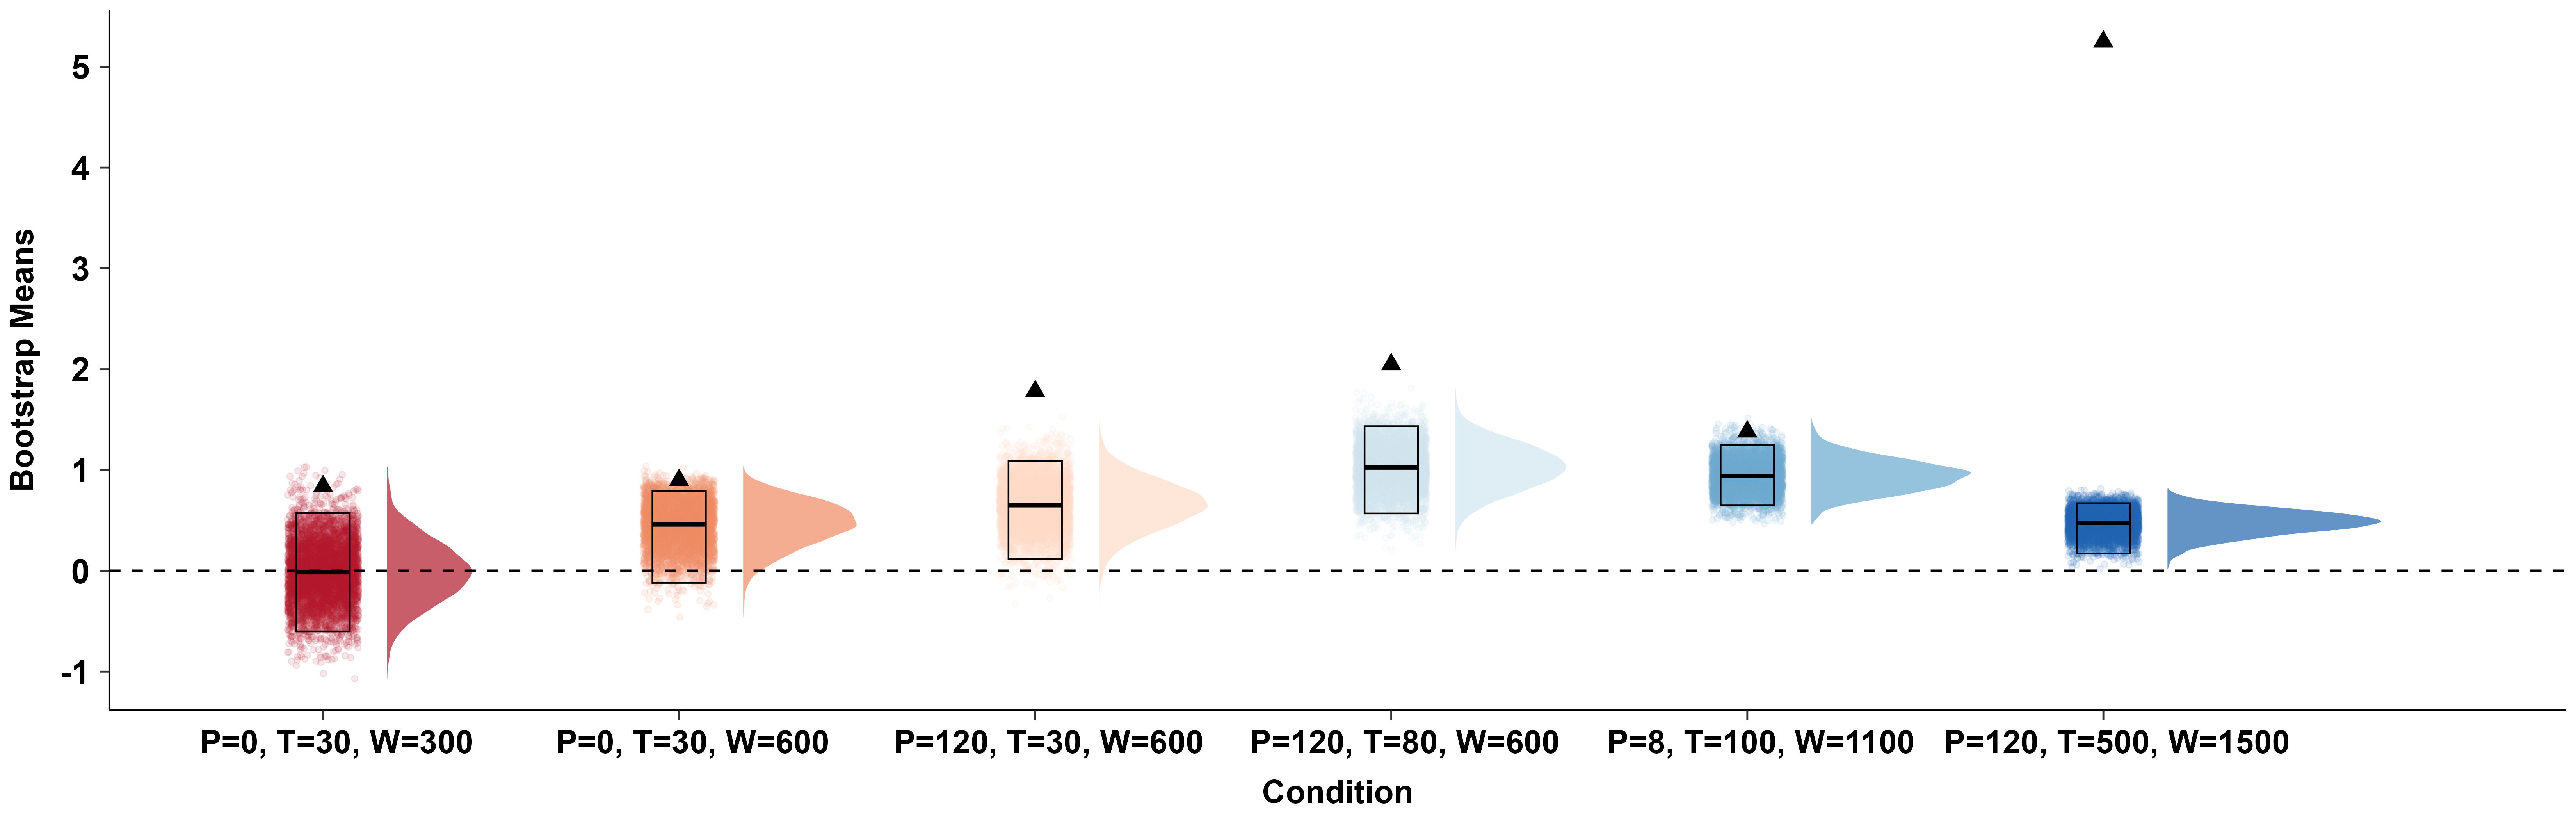 Bootstrap Means
5
4
3
2
1
0
-1
P=0, T=30, W=300 P=0, T=30, W=600 P=120, T=30, W=600 P=120, T=80, W=600 P=8, T=100, W=1100 P=120, T=500, W=1500
Condition